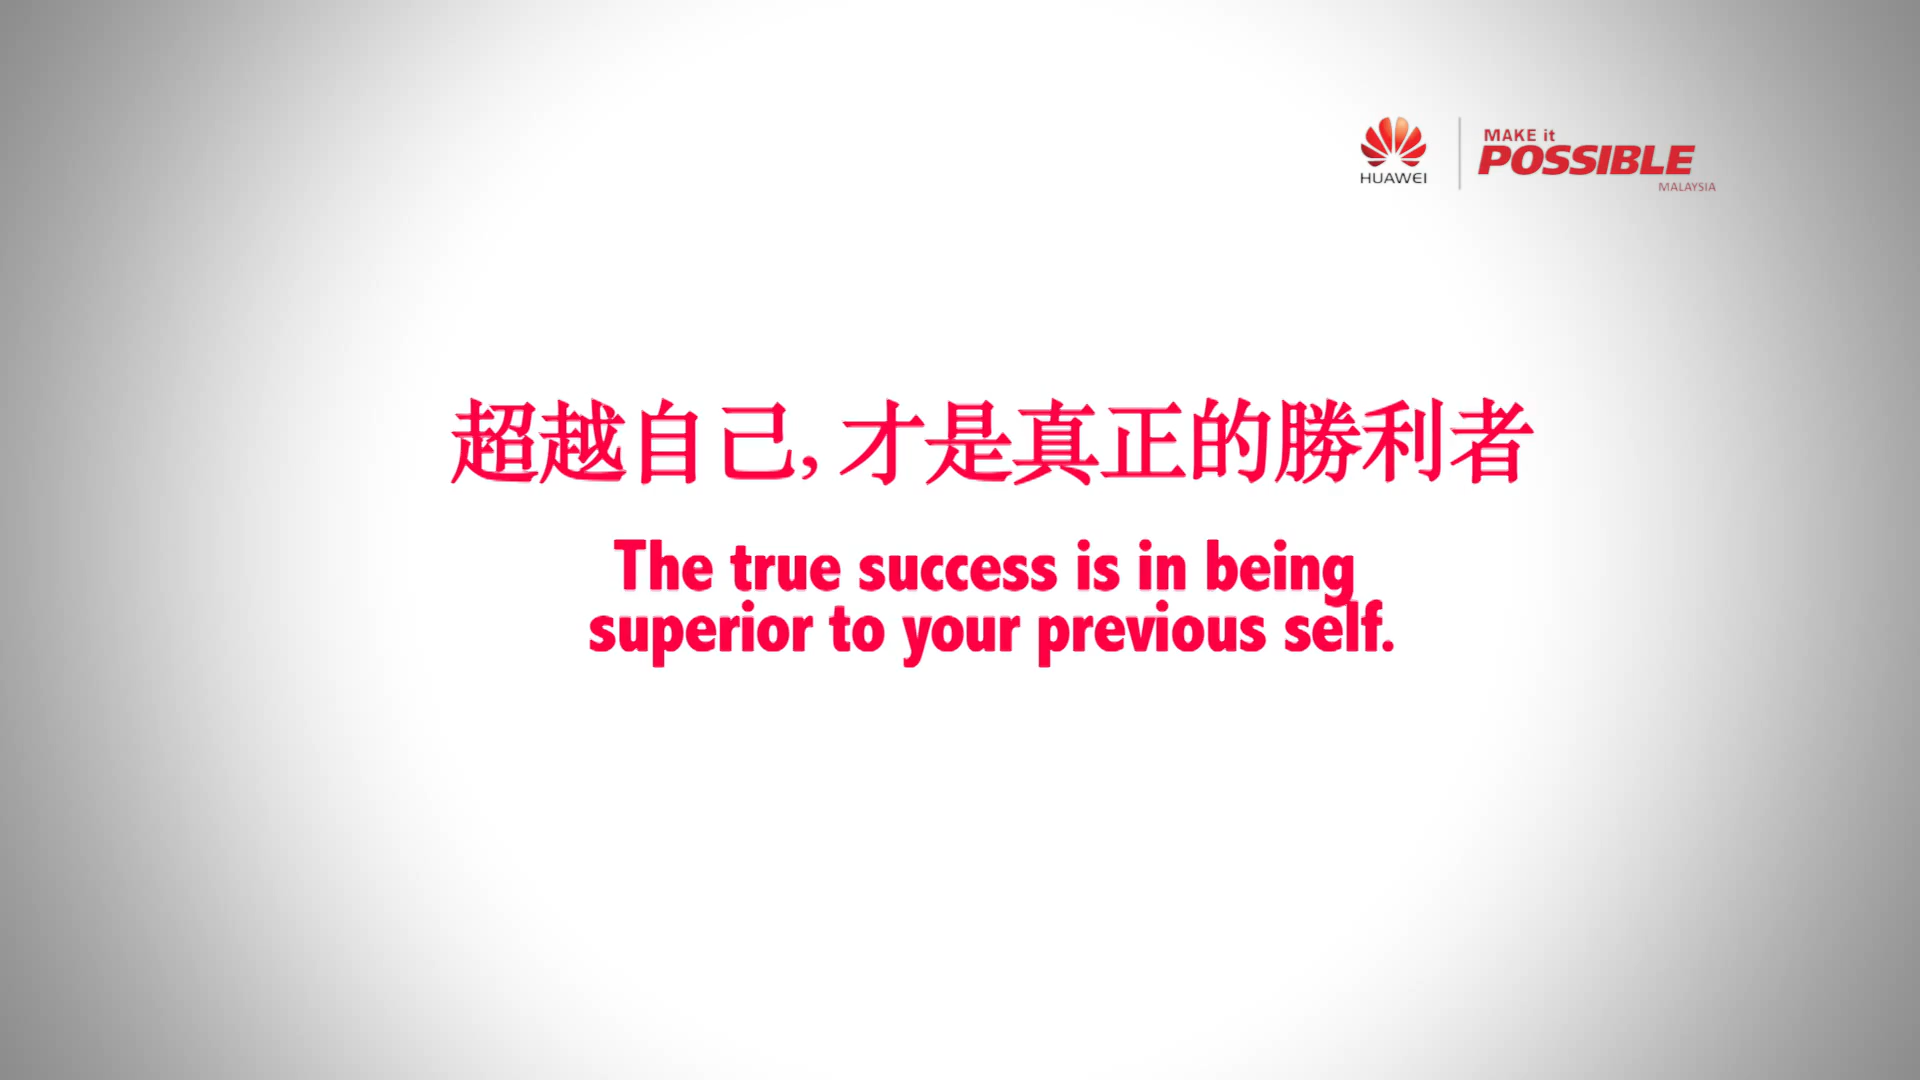 HUAWEI
MAKE it
POSSIBLE
MALAYSIA
超越自己,才是真正的勝利者
The true success is in being
superior to your previous self.